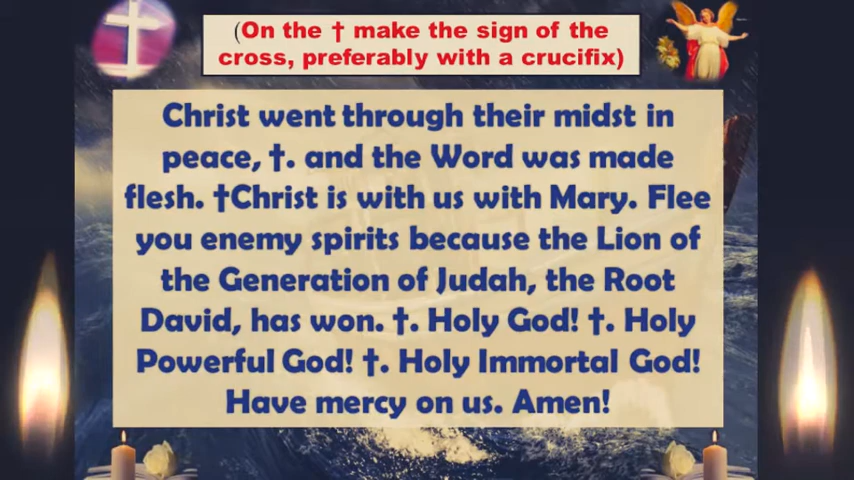 (On the † make the sign of the
cross, preferably with a crucifix)
Christ went through their midst in
peace, †. and the Word was made
flesh. †Christ is with us with Mary. Flee
you enemy spirits because the Lion of
the Generation of Judah, the Root
David, has won. †. Holy God! †. Holy
Powerful God! †. Holy Immortal God!
Have mercy on us. Amen!